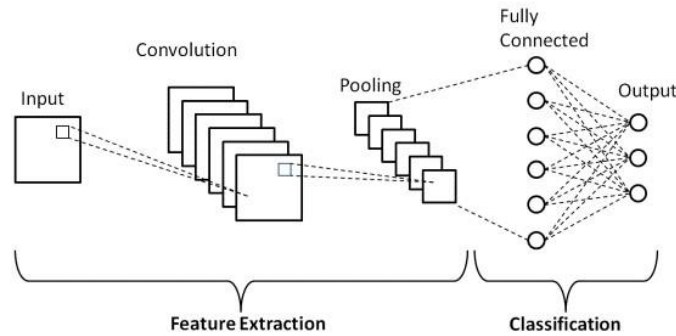 Input
Convolution
Pooling
Fully
Connected
Output
Feature Extraction
Classification